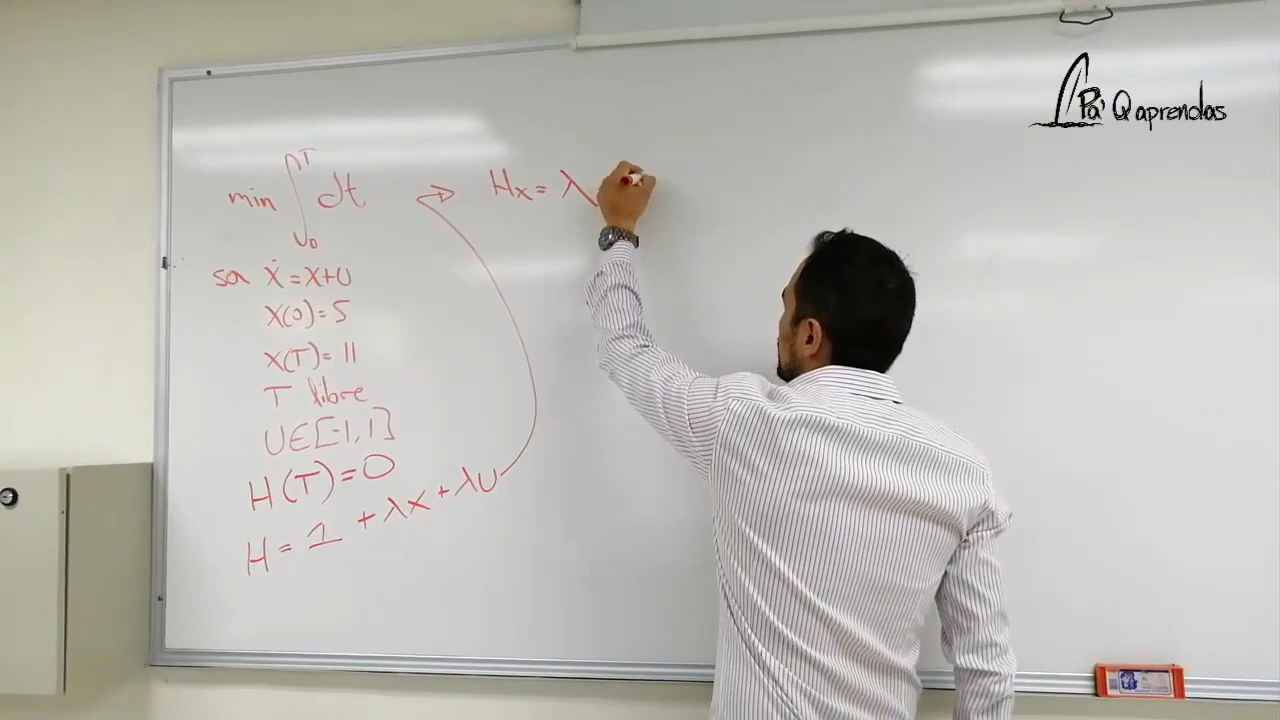 min ∫₀ᵀ dt
sa ẋ = x+u
x(0) = 5
x(T) = 11
T libre
u∈[-1,1]
H(T) = 0
H = 1 + λx + λu
Hx = λ
Pa' Q aprendas